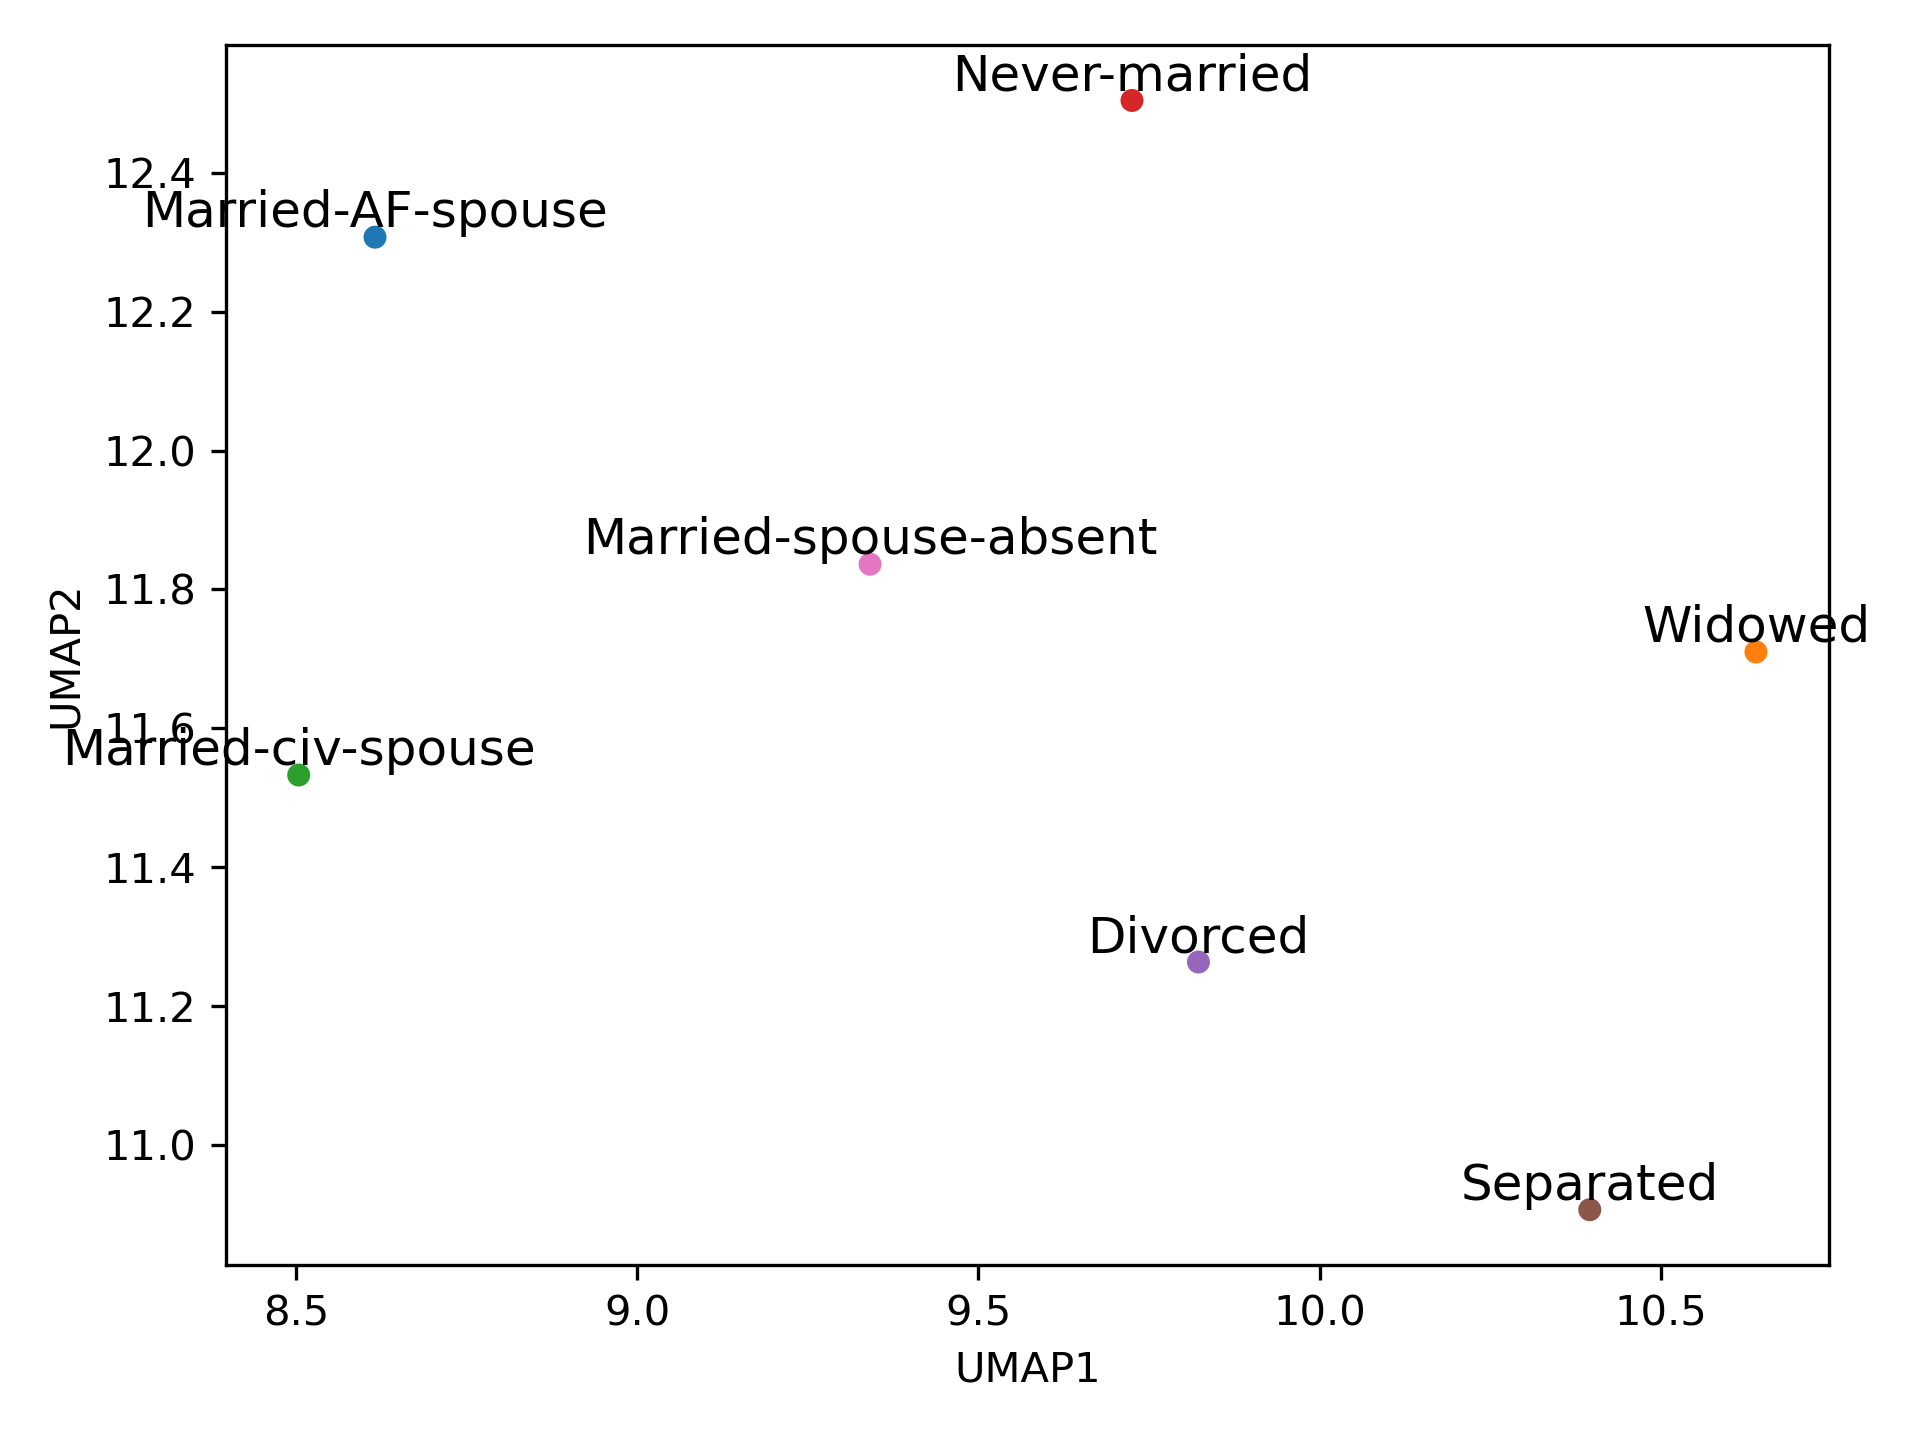 Never-married
12.4
Married-AF-spouse
12.2
12.0
Married-spouse-absent
11.8
UMAP2
Widowed
11.6
Married-civ-spouse
11.4
Divorced
11.2
11.0
Separated
8.5 9.0 9.5 10.0 10.5
UMAP1